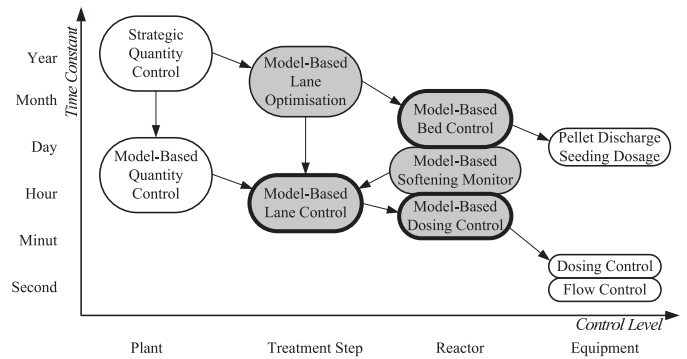 Time Constant
Year
Month
Day
Hour
Minut
Second
Strategic
Quantity
Control
Model-Based
Lane
Optimisation
Model-Based
Bed Control
Pellet Discharge
Seeding Dosage
Model-Based
Quantity
Control
Model-Based
Softening Monitor
Model-Based
Lane Control
Model-Based
Dosing Control
Dosing Control
Flow Control
Control Level
Plant
Treatment Step
Reactor
Equipment